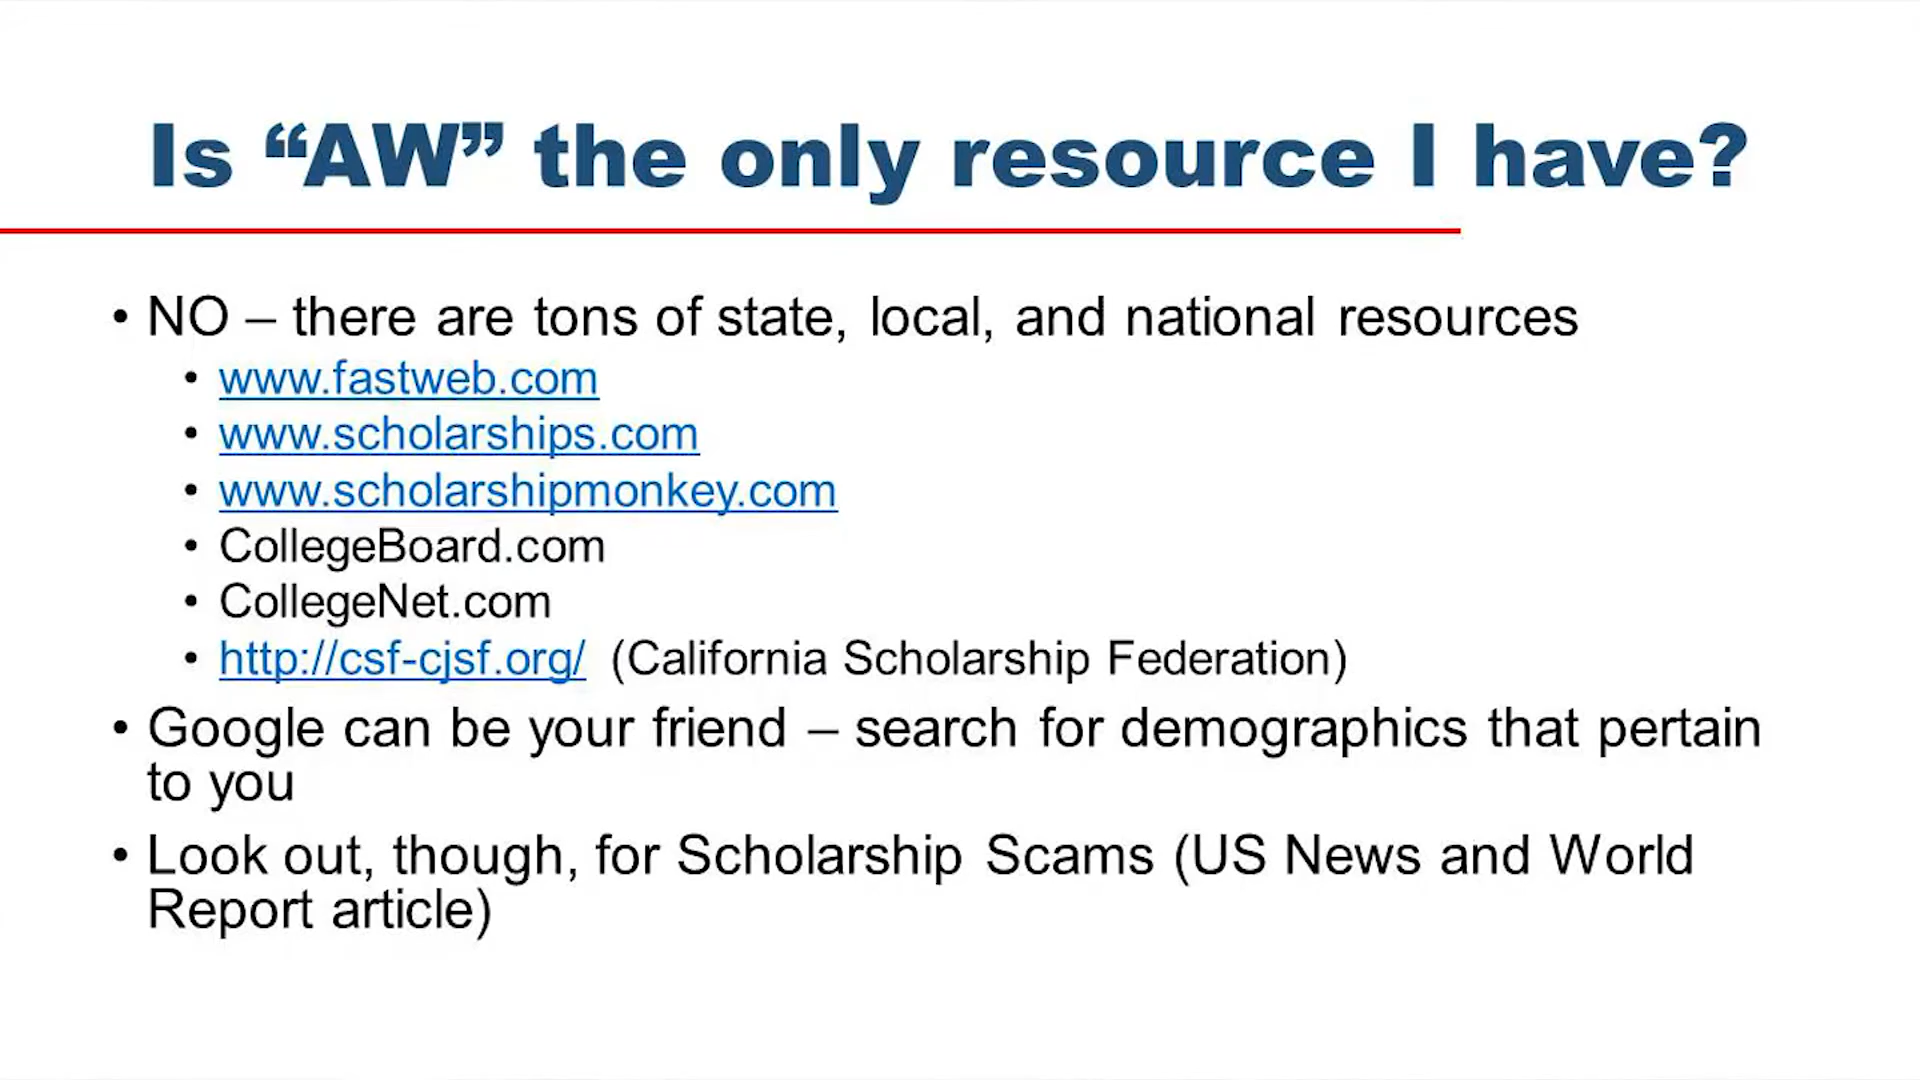 Is “AW” the only resource I have?
• NO – there are tons of state, local, and national resources
• www.fastweb.com
• www.scholarships.com
• www.scholarshipmonkey.com
• CollegeBoard.com
• CollegeNet.com
• http://csf-cjsf.org/ (California Scholarship Federation)
• Google can be your friend – search for demographics that pertain
to you
• Look out, though, for Scholarship Scams (US News and World
Report article)